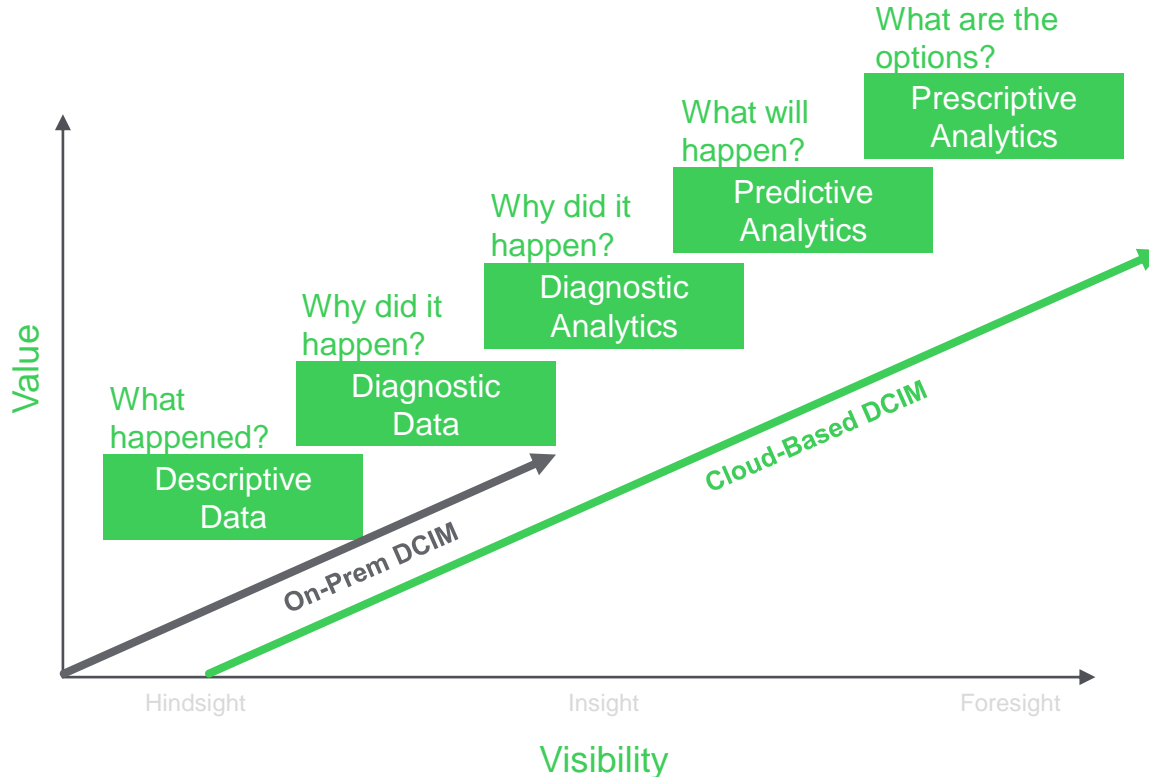 What are the
options?
Prescriptive
Analytics
What will
happen?
Predictive
Analytics
Why did it
happen?
Diagnostic
Analytics
Why did it
happen?
Diagnostic
Data
What
happened?
Descriptive
Data
Value
On-Prem DCIM
Cloud-Based DCIM
Hindsight
Insight
Foresight
Visibility